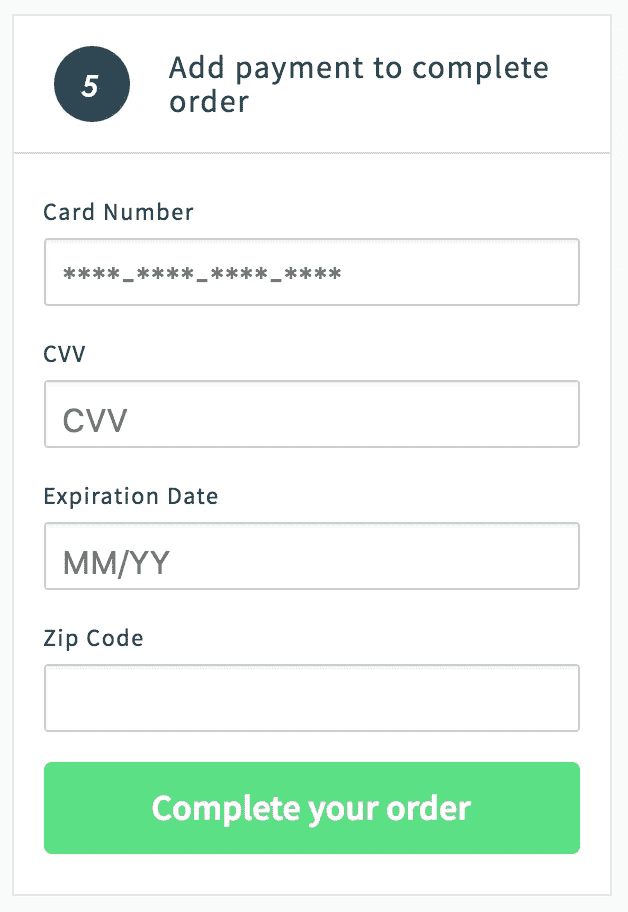 5
Add payment to complete
order
Card Number
****_****_****_****
CVV
CVV
Expiration Date
MM/YY
Zip Code
Complete your order